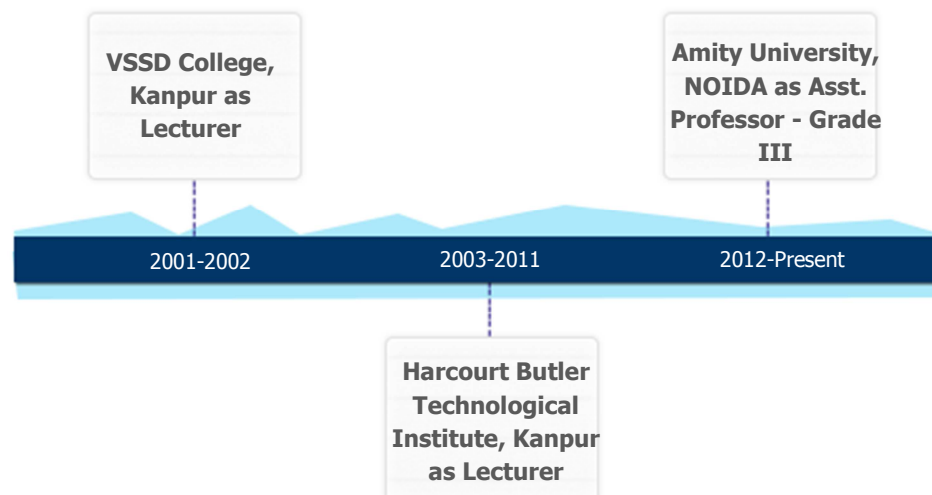 VSSD College,
Kanpur as
Lecturer
Amity University,
NOIDA as Asst.
Professor - Grade
III
2001-2002
2003-2011
2012-Present
Harcourt Butler
Technological
Institute, Kanpur
as Lecturer